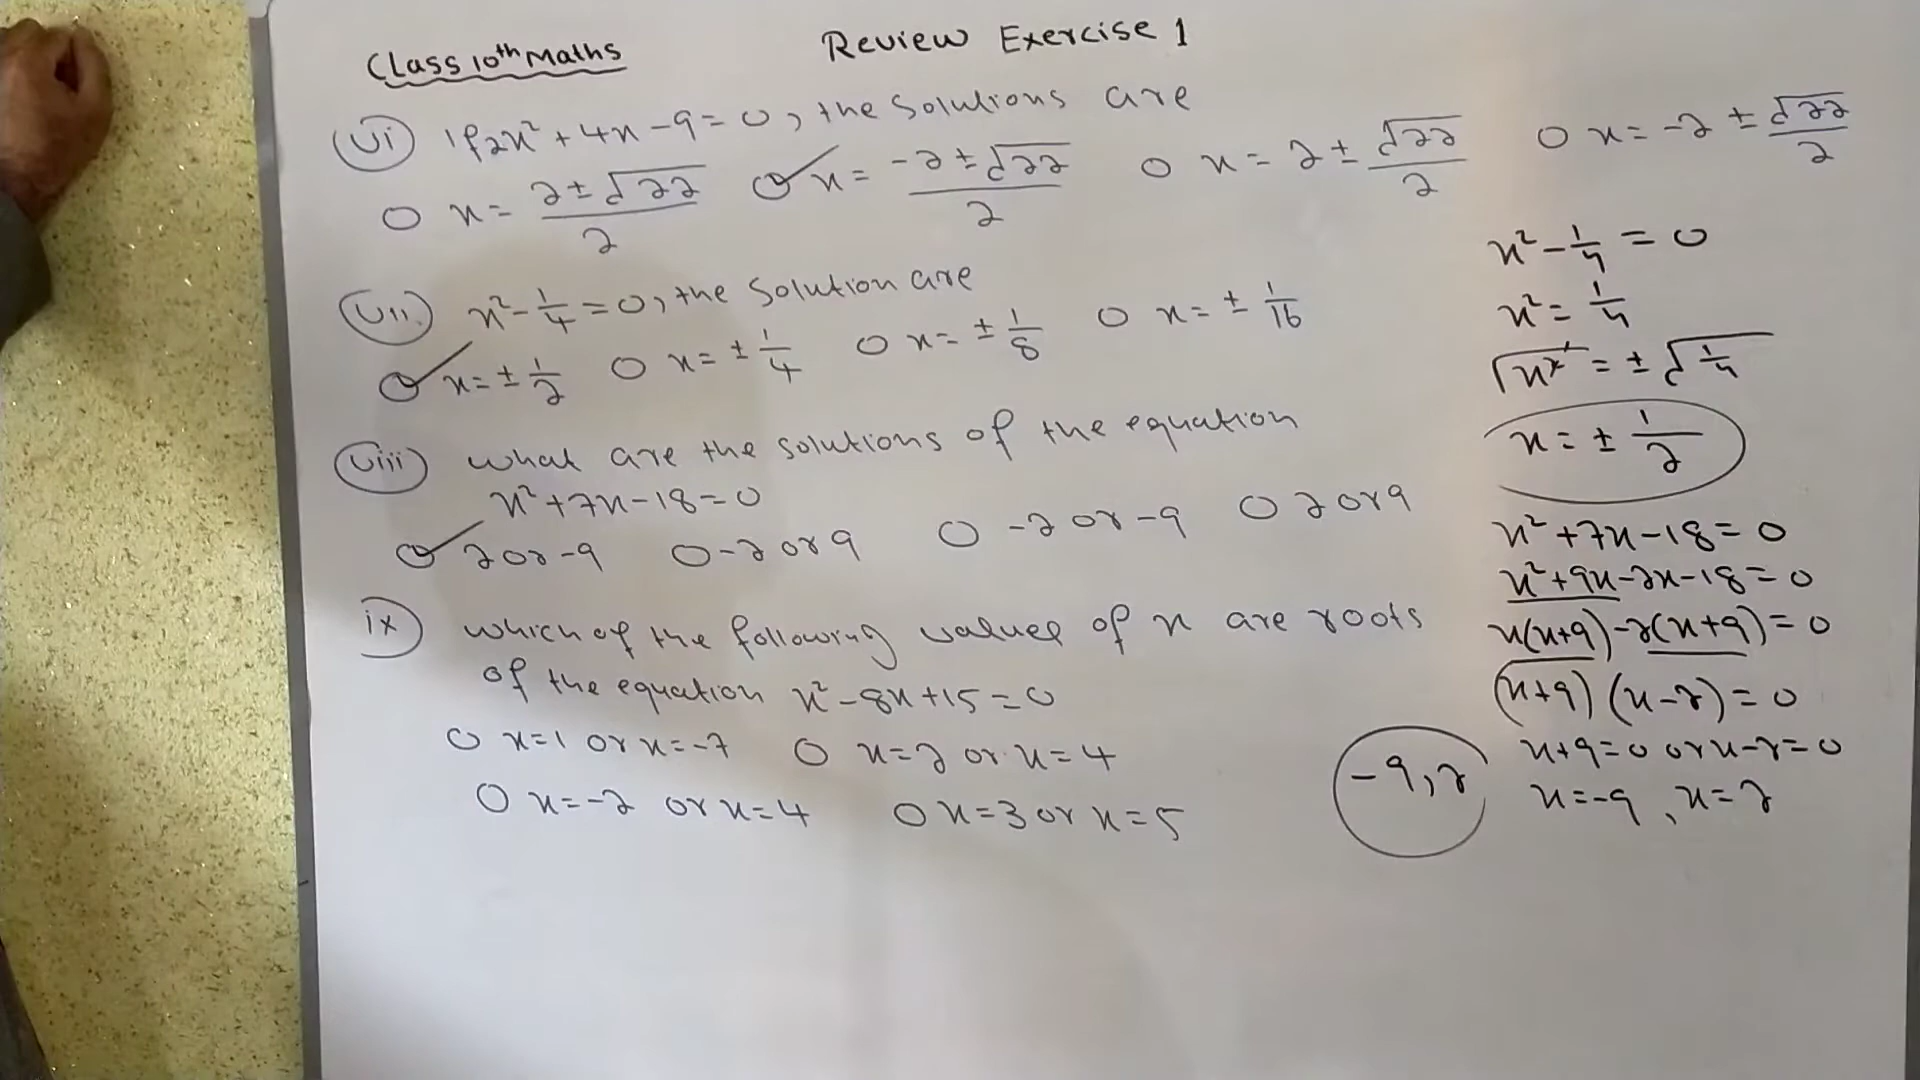 Class 10th Maths
Review Exercise 1
(vi) If 2x² + 4x - 9 = 0, the solutions are
○ x = (2 ± √22)/2 ○ x = (-2 ± √22)/2 ○ x = 2 ± √22/2 ○ x = -2 ± √22/2
(vii) x² - 1/4 = 0, the solution are
○ x = ± 1/2 ○ x = ± 1/4 ○ x = ± 1/8 ○ x = ± 1/16
(viii) what are the solutions of the equation
x² + 7x - 18 = 0
○ 2 or -9 ○ -2 or 9 ○ -2 or -9 ○ 2 or 9
(ix) which of the following values of x are roots
of the equation x² - 8x + 15 = 0
○ x = 1 or x = -7 ○ x = 2 or x = 4
○ x = -2 or x = 4 ○ x = 3 or x = 5
x² - 1/4 = 0
x² = 1/4
√x² = ± √1/4
x = ± 1/2
x² + 7x - 18 = 0
x² + 9x - 2x - 18 = 0
x(x+9) - 2(x+9) = 0
(x+9) (x-2) = 0
x+9 = 0 or x-2 = 0
x = -9, x = 2
-9, 2